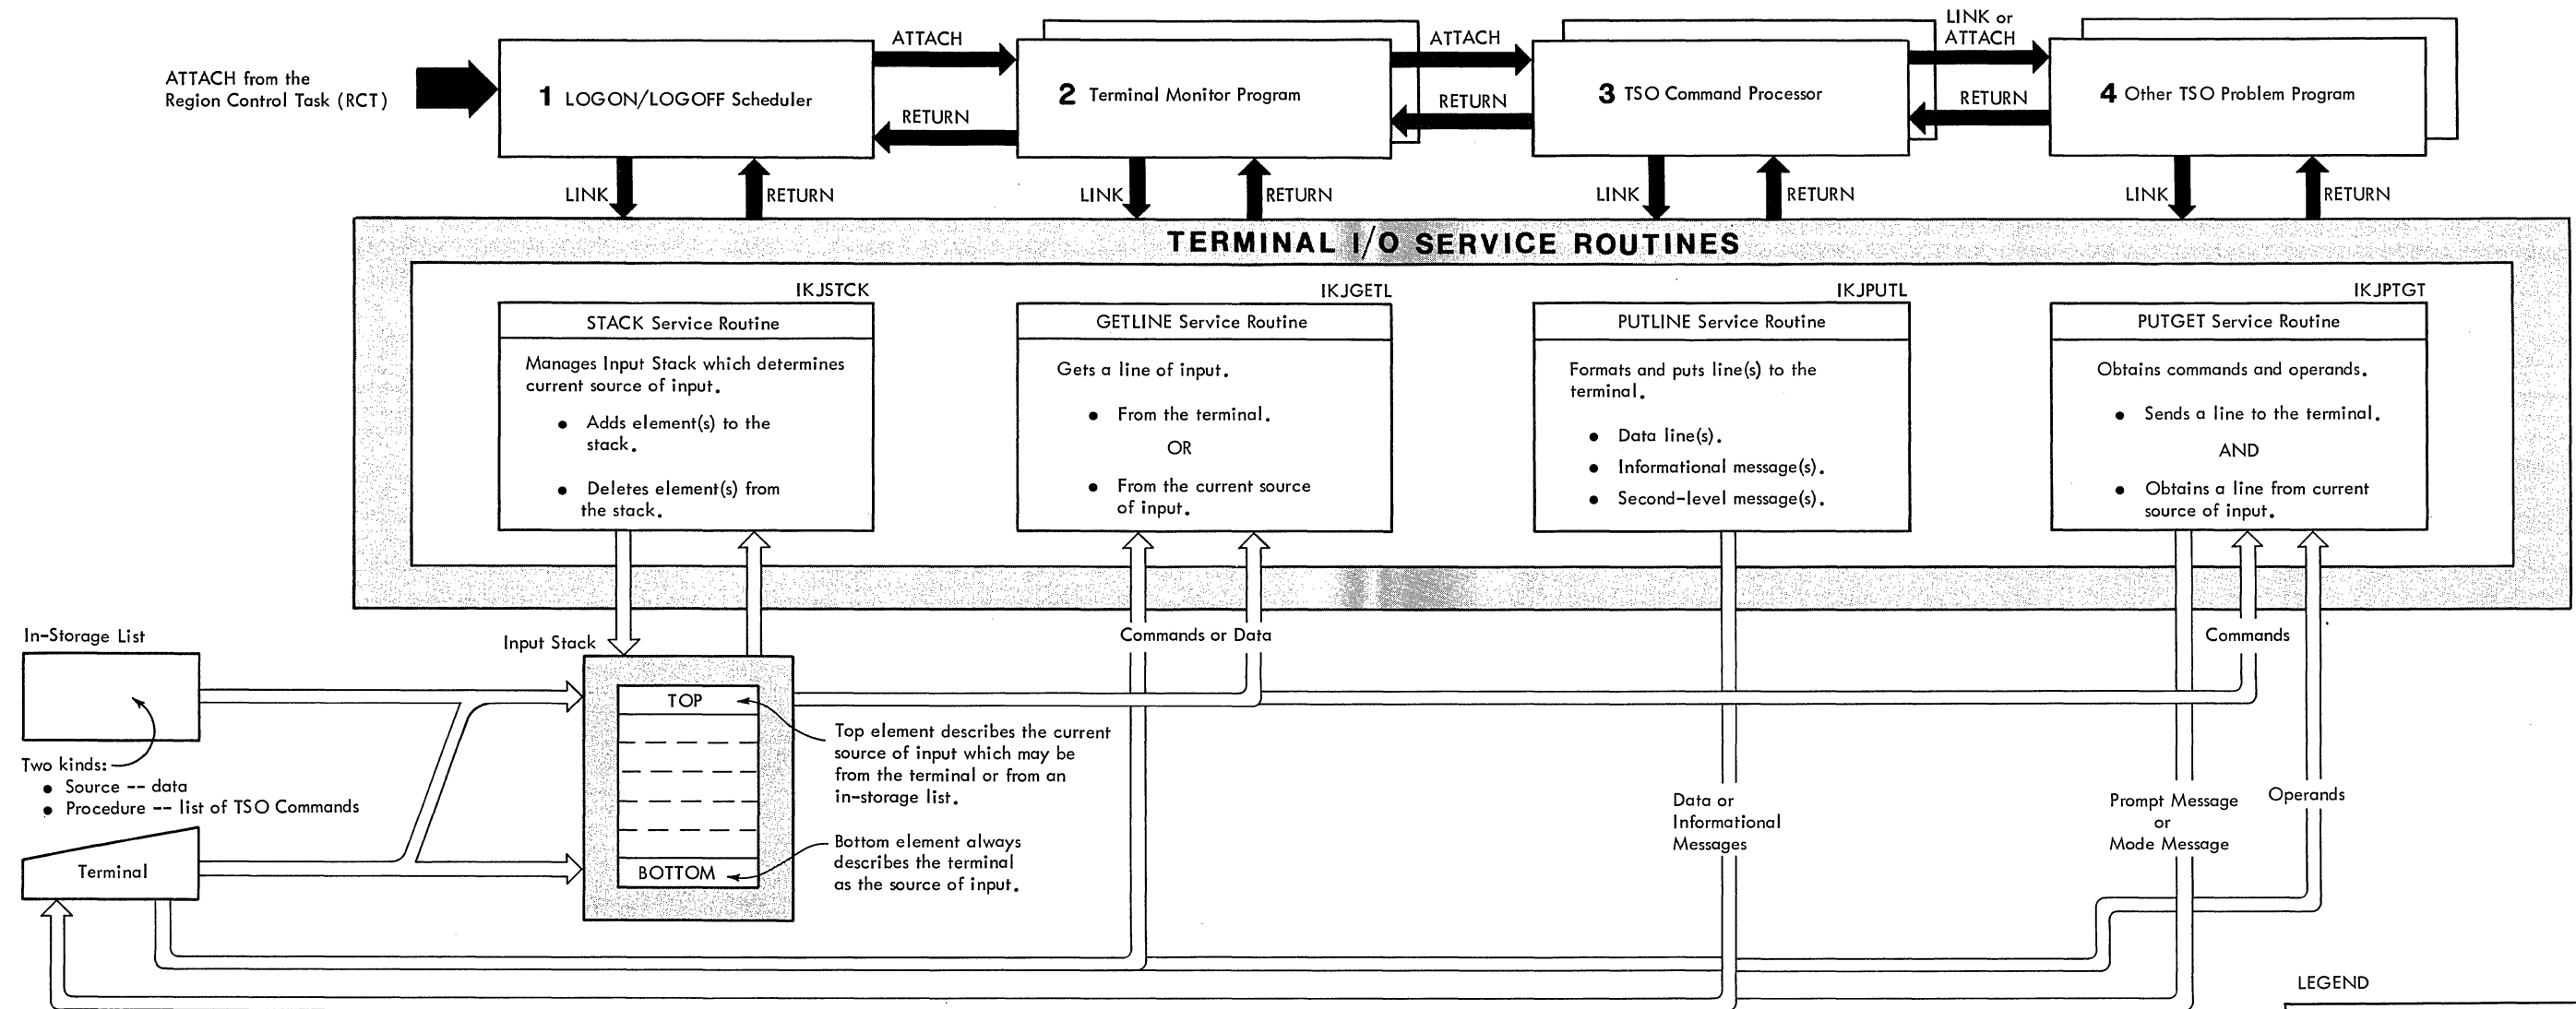 ATTACH from the
Region Control Task (RCT)
1 LOGON/LOGOFF Scheduler
ATTACH
RETURN
2 Terminal Monitor Program
ATTACH
RETURN
3 TSO Command Processor
LINK or
ATTACH
RETURN
4 Other TSO Problem Program
LINK
RETURN
LINK
RETURN
LINK
RETURN
LINK
RETURN
TERMINAL I/O SERVICE ROUTINES
IKJSTCK
STACK Service Routine
Manages Input Stack which determines
current source of input.
• Adds element(s) to the
stack.
• Deletes element(s) from
the stack.
IKJGETL
GETLINE Service Routine
Gets a line of input.
• From the terminal.
OR
• From the current source
of input.
IKJPUTL
PUTLINE Service Routine
Formats and puts line(s) to the
terminal.
• Data line(s).
• Informational message(s).
• Second-level message(s).
IKJPTGT
PUTGET Service Routine
Obtains commands and operands.
• Sends a line to the terminal.
AND
• Obtains a line from current
source of input.
In-Storage List
Two kinds:
• Source -- data
• Procedure -- list of TSO Commands
Terminal
Input Stack
TOP
BOTTOM
Top element describes the current
source of input which may be
from the terminal or from an
in-storage list.
Bottom element always
describes the terminal
as the source of input.
Commands or Data
Data or
Informational
Messages
Commands
Prompt Message
or
Mode Message
Operands
LEGEND